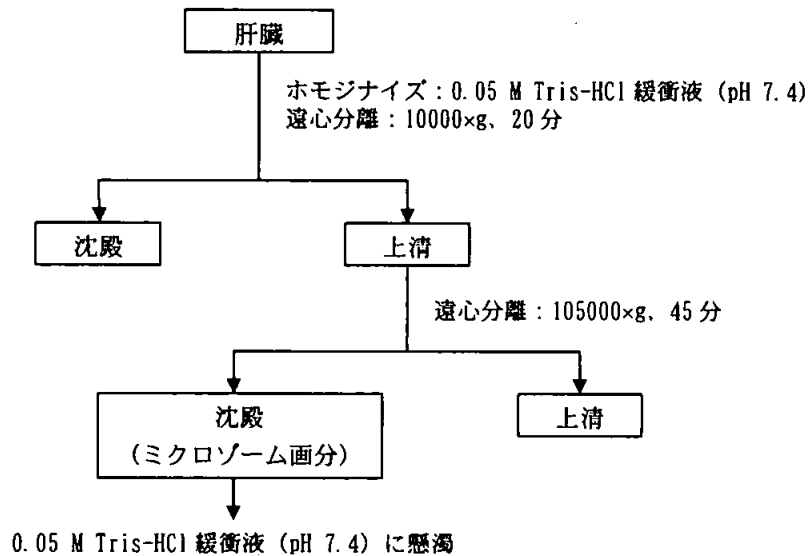 肝臓
ホモジナイズ：0.05 M Tris-HCl 緩衝液 (pH 7.4)
遠心分離：10000×g、20 分
沈殿
上清
遠心分離：105000×g、45 分
沈殿
（ミクロゾーム画分）
上清
0.05 M Tris-HCl 緩衝液 (pH 7.4) に懸濁